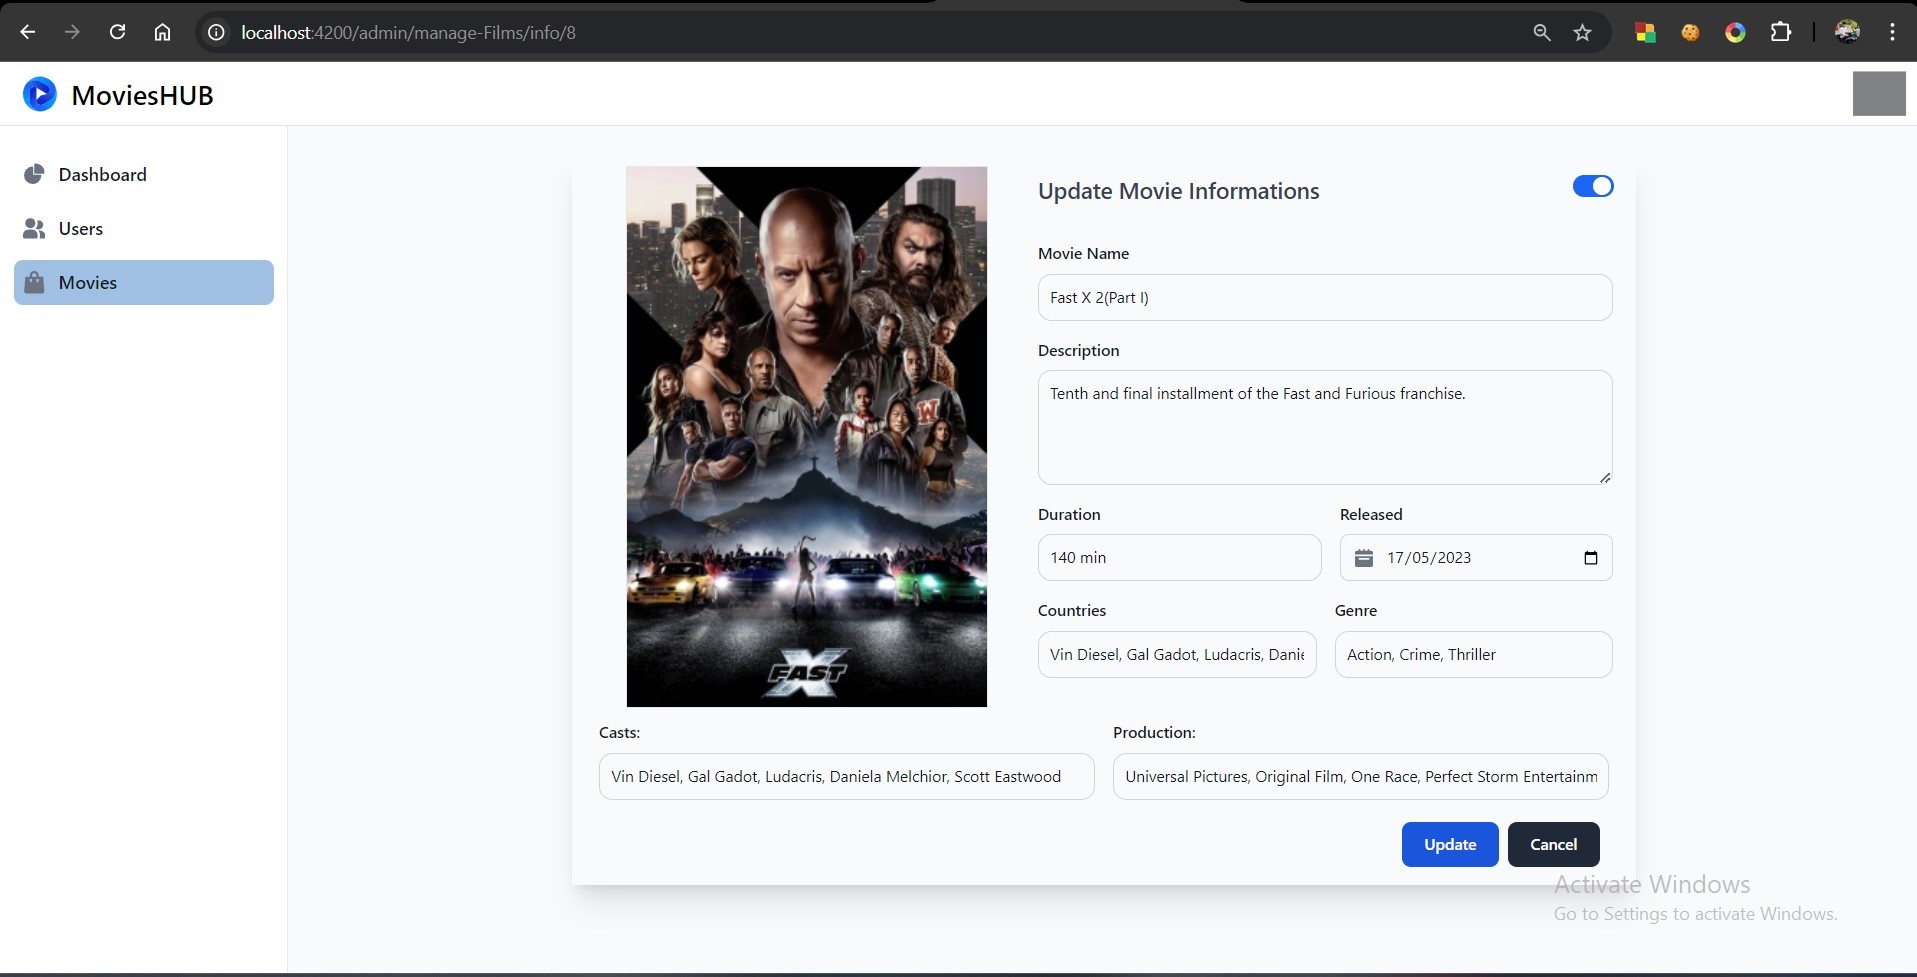 localhost:4200/admin/manage-Films/info/8
MoviesHUB
Dashboard
Users
Movies
Update Movie Informations
Movie Name
Fast X 2(Part I)
Description
Tenth and final installment of the Fast and Furious franchise.
Duration
Released
140 min
17/05/2023
Countries
Genre
Vin Diesel, Gal Gadot, Ludacris, Danie
Action, Crime, Thriller
W
FAST X
Casts:
Production:
Vin Diesel, Gal Gadot, Ludacris, Daniela Melchior, Scott Eastwood
Universal Pictures, Original Film, One Race, Perfect Storm Entertainm
Update
Cancel
Activate Windows
Go to Settings to activate Windows.